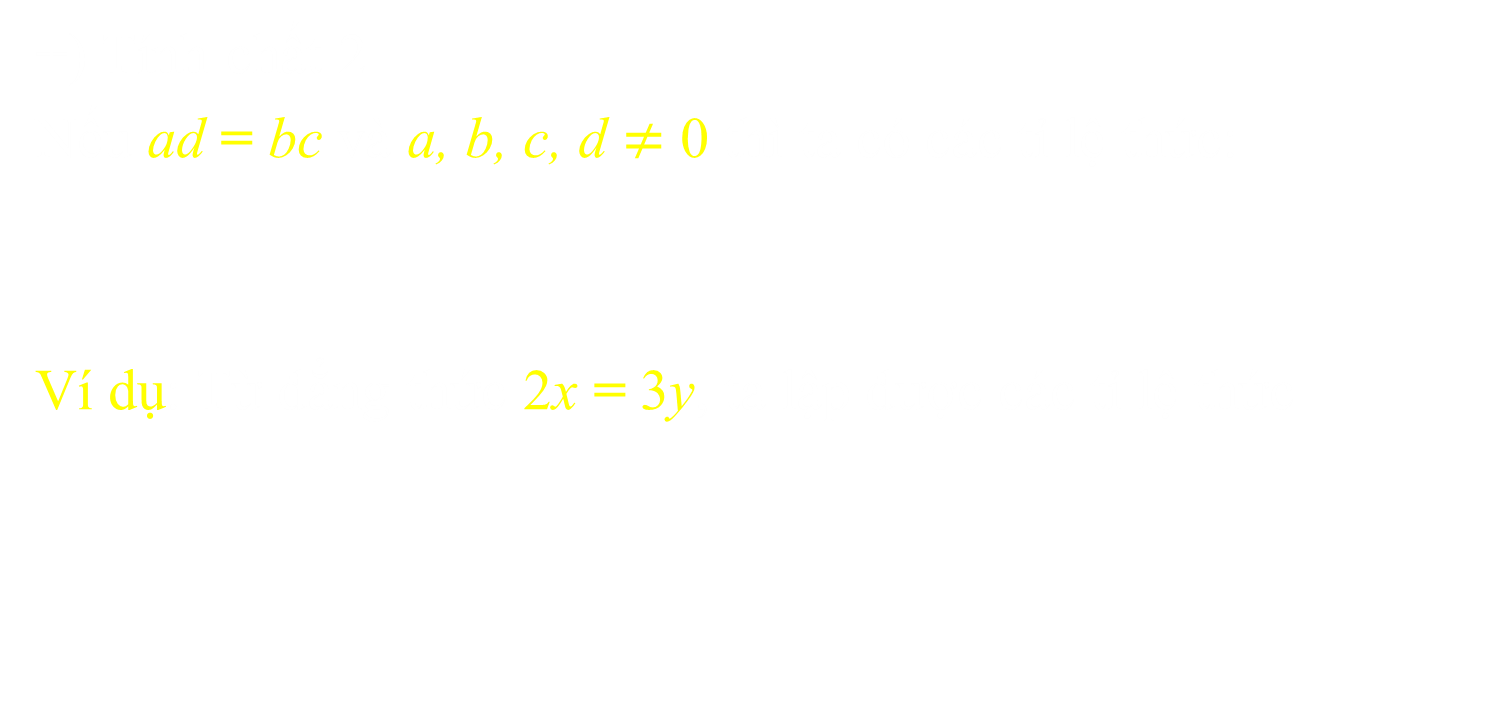 ad = bc a, b, c, d ≠ 0
Ví dụ 2x = 3y